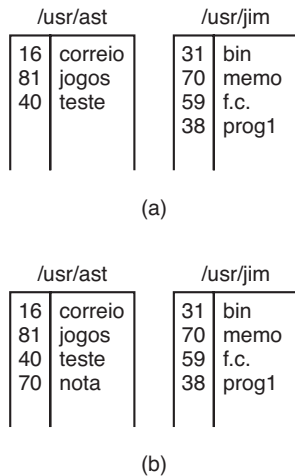 /usr/ast /usr/jim
16 correio 31 bin
81 jogos 70 memo
40 teste 59 f.c.
38 prog1
(a)
/usr/ast /usr/jim
16 correio 31 bin
81 jogos 70 memo
40 teste 59 f.c.
70 nota 38 prog1
(b)